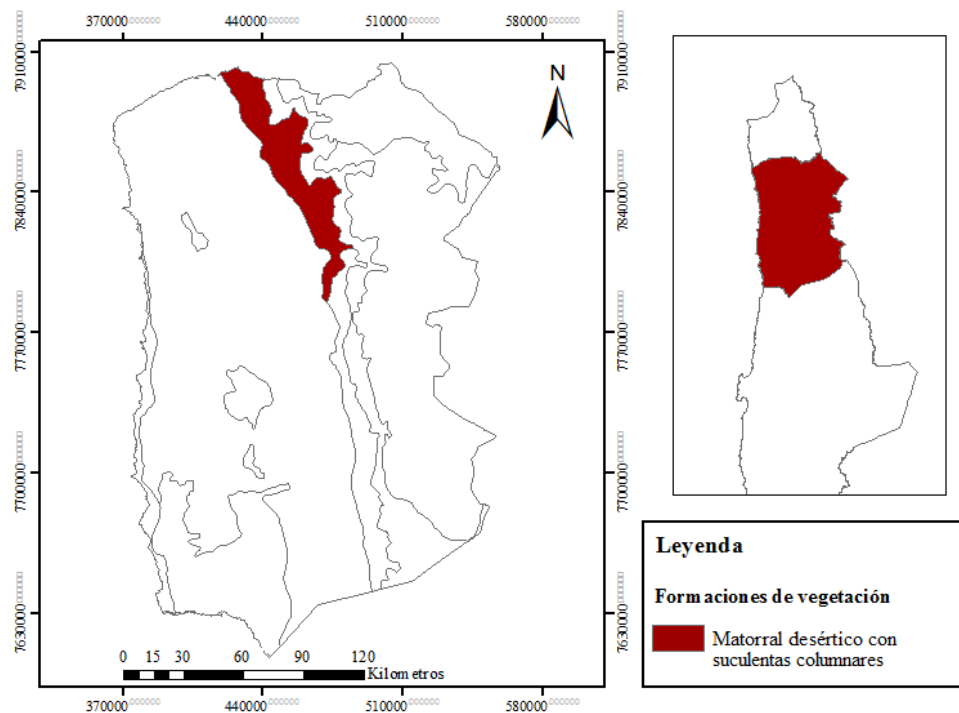 370000 440000 510000 580000
7910000
7840000
7770000
7700000
7630000
7910000
7840000
7770000
7700000
7630000
N
0 15 30 60 90 120
Kilometros
370000 440000 510000 580000
Leyenda
Formaciones de vegetación
Matorral desértico con
suculentas columnares